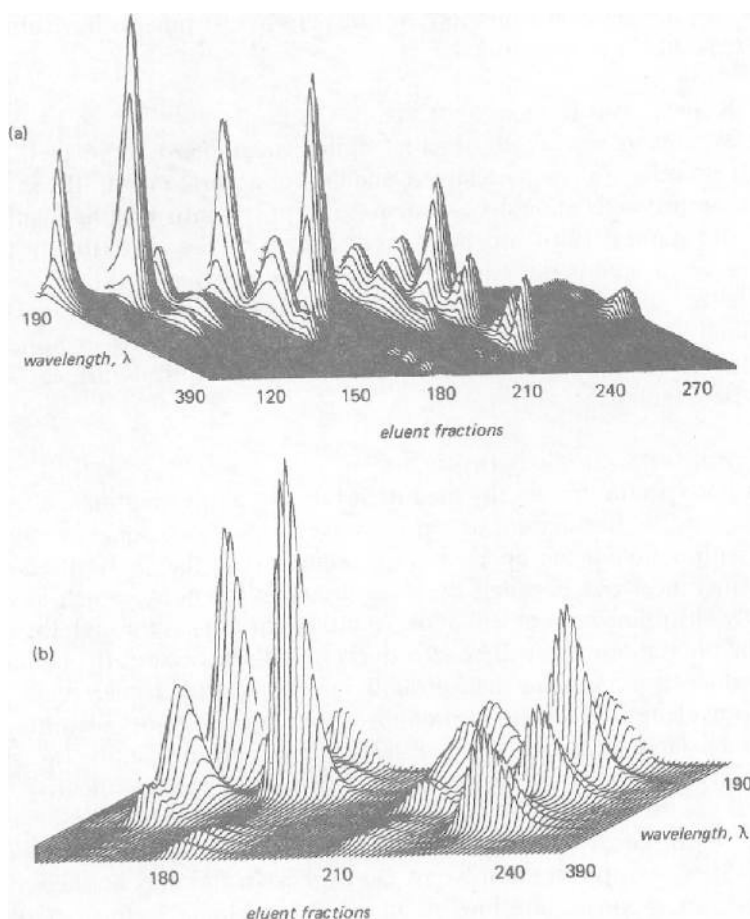 (a)
190
wavelength, λ
390 120 150 180 210 240 270
eluent fractions
(b)
190
wavelength, λ
180 210 240 390
eluent fractions